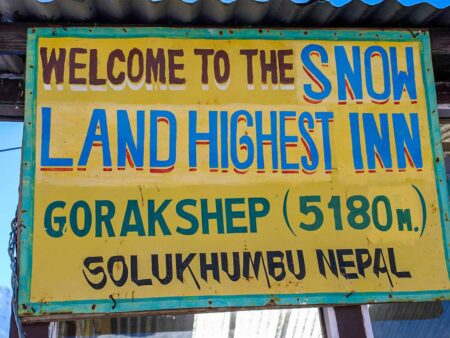 WELCOME TO THE SNOW
LAND HIGHEST INN
GORAKSHEP (5180 M.)
SOLUKHUMBU NEPAL